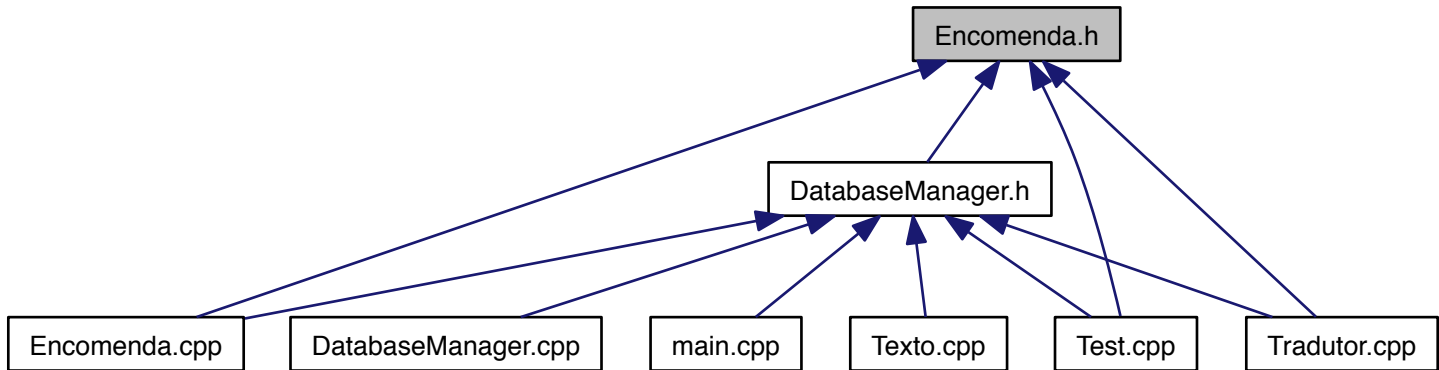 Encomenda.h
DatabaseManager.h
Encomenda.cpp
DatabaseManager.cpp
main.cpp
Texto.cpp
Test.cpp
Tradutor.cpp